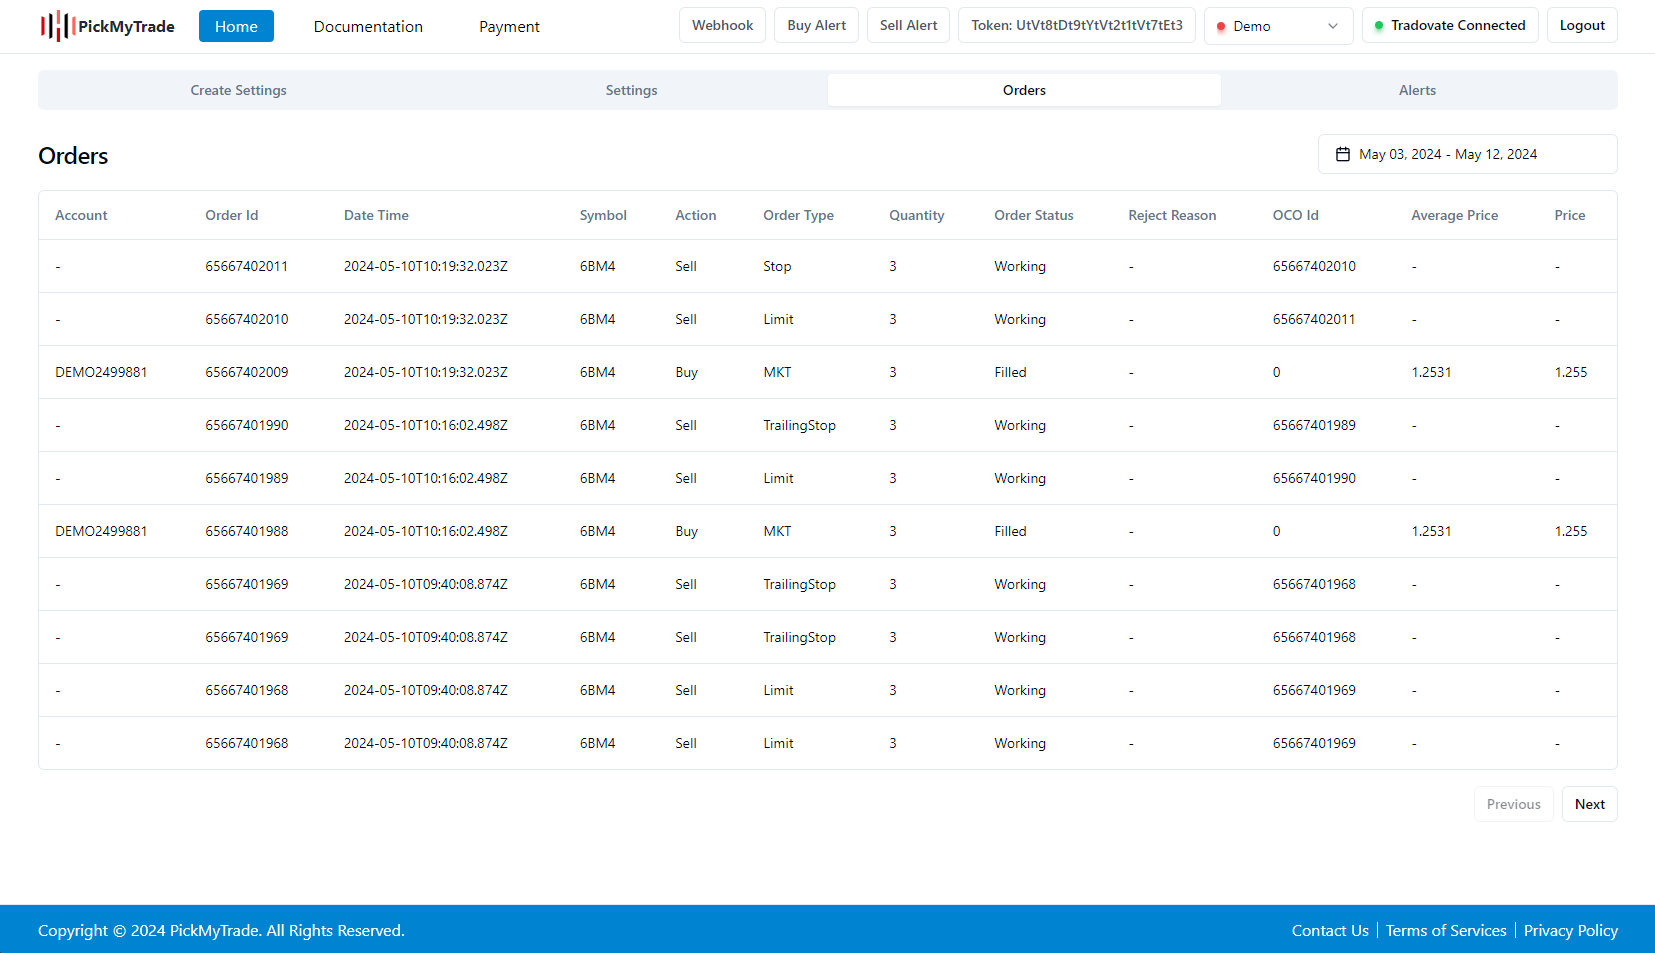 PickMyTrade Home Documentation Payment Webhook Buy Alert Sell Alert Token: UtVt8tDt9tYtVt2t1tVt7tEt3 Demo Tradovate Connected Logout
Create Settings Settings Orders Alerts
Orders May 03, 2024 - May 12, 2024
Account Order Id Date Time Symbol Action Order Type Quantity Order Status Reject Reason OCO Id Average Price Price
- 65667402011 2024-05-10T10:19:32.023Z 6BM4 Sell Stop 3 Working - 65667402010 - -
- 65667402010 2024-05-10T10:19:32.023Z 6BM4 Sell Limit 3 Working - 65667402011 - -
DEMO2499881 65667402009 2024-05-10T10:19:32.023Z 6BM4 Buy MKT 3 Filled - 0 1.2531 1.255
- 65667401990 2024-05-10T10:16:02.498Z 6BM4 Sell TrailingStop 3 Working - 65667401989 - -
- 65667401989 2024-05-10T10:16:02.498Z 6BM4 Sell Limit 3 Working - 65667401990 - -
DEMO2499881 65667401988 2024-05-10T10:16:02.498Z 6BM4 Buy MKT 3 Filled - 0 1.2531 1.255
- 65667401969 2024-05-10T09:40:08.874Z 6BM4 Sell TrailingStop 3 Working - 65667401968 - -
- 65667401969 2024-05-10T09:40:08.874Z 6BM4 Sell TrailingStop 3 Working - 65667401968 - -
- 65667401968 2024-05-10T09:40:08.874Z 6BM4 Sell Limit 3 Working - 65667401969 - -
- 65667401968 2024-05-10T09:40:08.874Z 6BM4 Sell Limit 3 Working - 65667401969 - -
Previous Next
Copyright © 2024 PickMyTrade. All Rights Reserved. Contact Us | Terms of Services | Privacy Policy